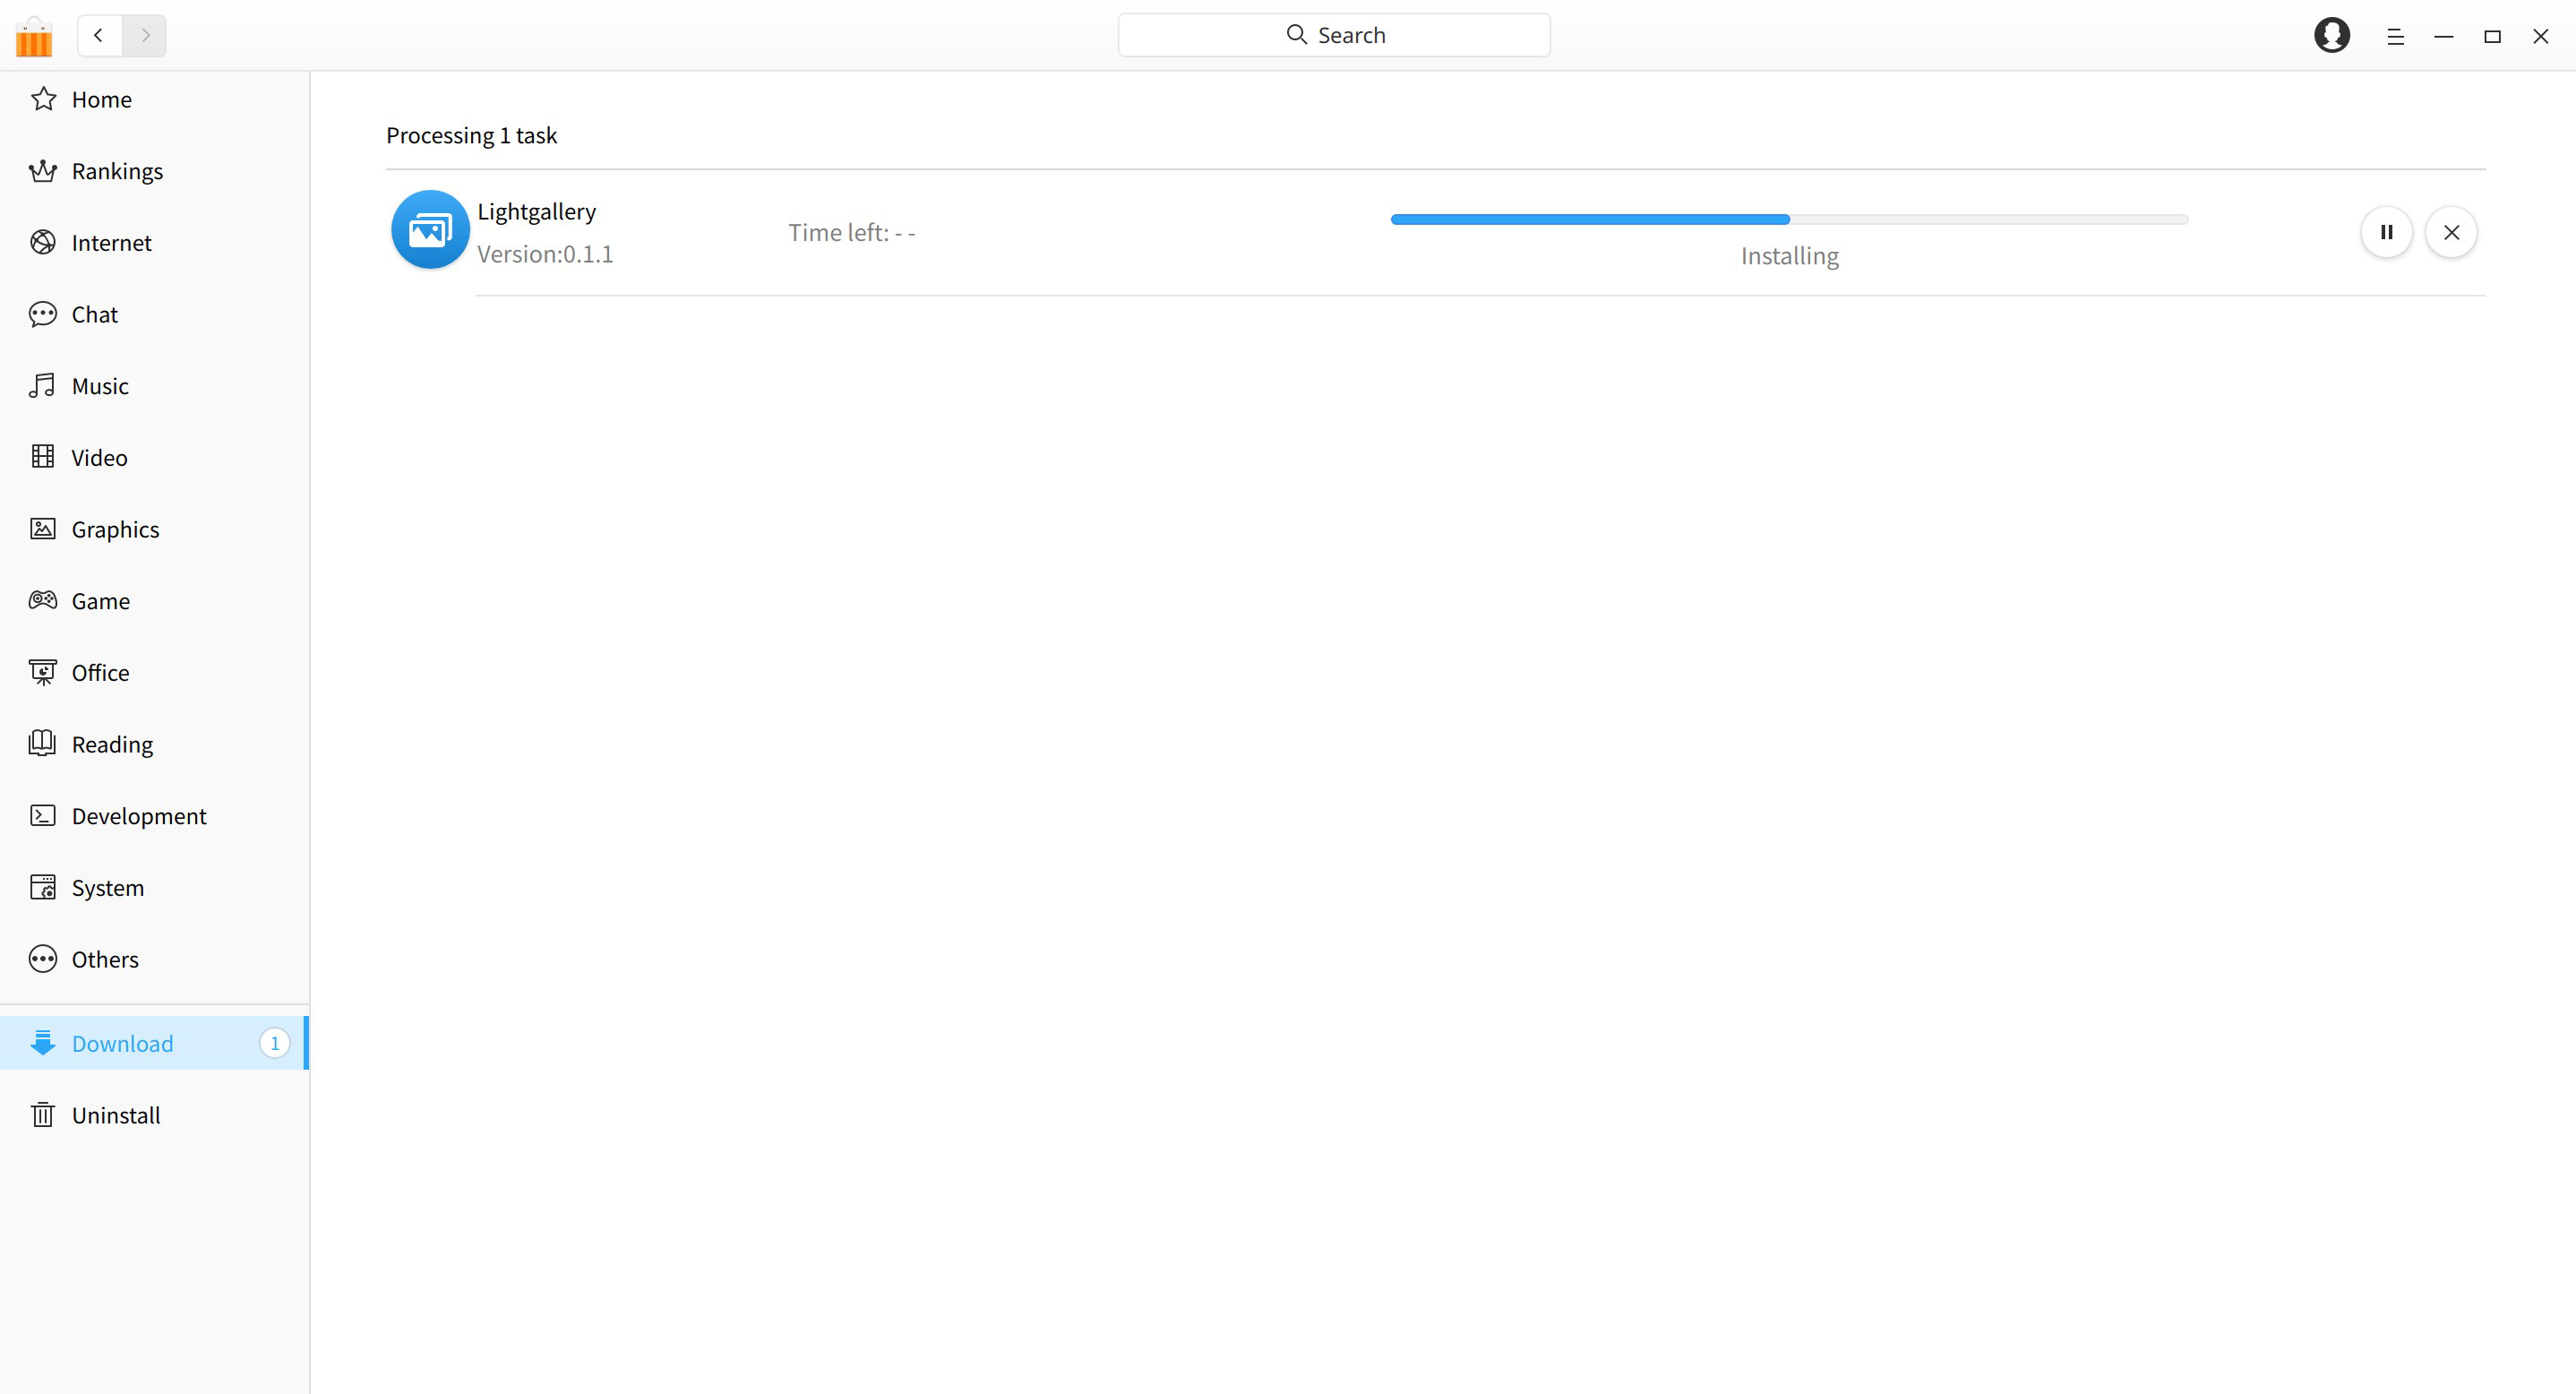 Search
Home
Rankings
Internet
Chat
Music
Video
Graphics
Game
Office
Reading
Development
System
Others
Download 1
Uninstall
Processing 1 task
Lightgallery
Version:0.1.1
Time left: - -
Installing